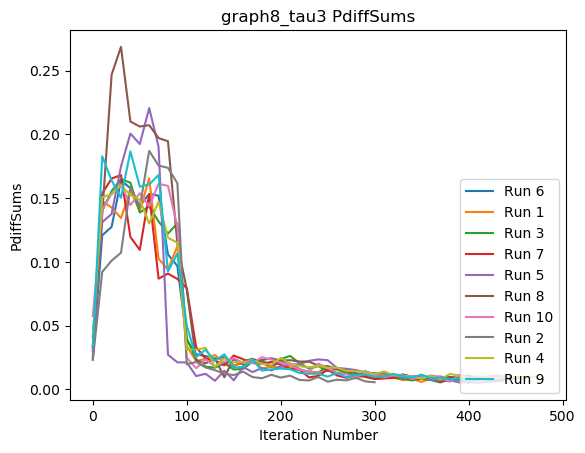 graph8_tau3 PdiffSums
PdiffSums
0.25
0.20
0.15
0.10
0.05
0.00
0
100
200
300
400
500
Iteration Number
Run 6
Run 1
Run 3
Run 7
Run 5
Run 8
Run 10
Run 2
Run 4
Run 9